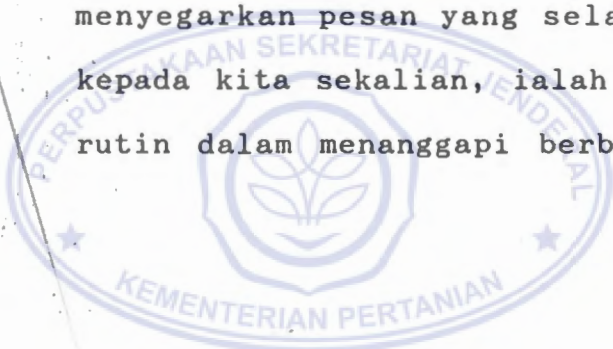 menyegarkan pesan yang sela
kepada kita sekalian, ialah
rutin dalam menanggapi berb
PERPUSTAKAAN SEKRETARIAT JENDERAL
KEMENTERIAN PERTANIAN